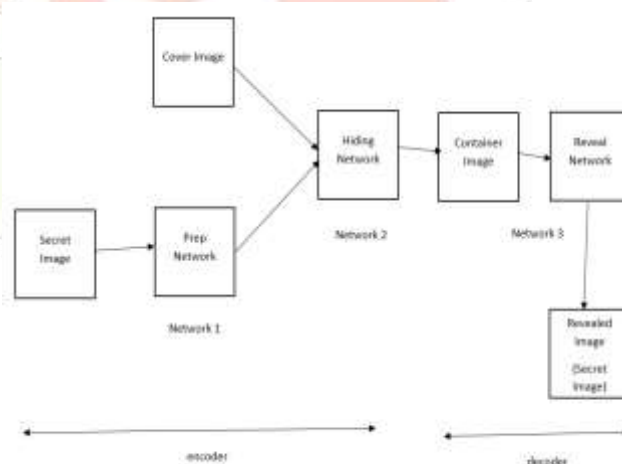 Cover Image
Hiding
Network
Container
Image
Reveal
Network
Secret
Image
Prep
Network
Network 2
Network 3
Network 1
Revealed
Image
(Secret
Image)
encoder
decoder